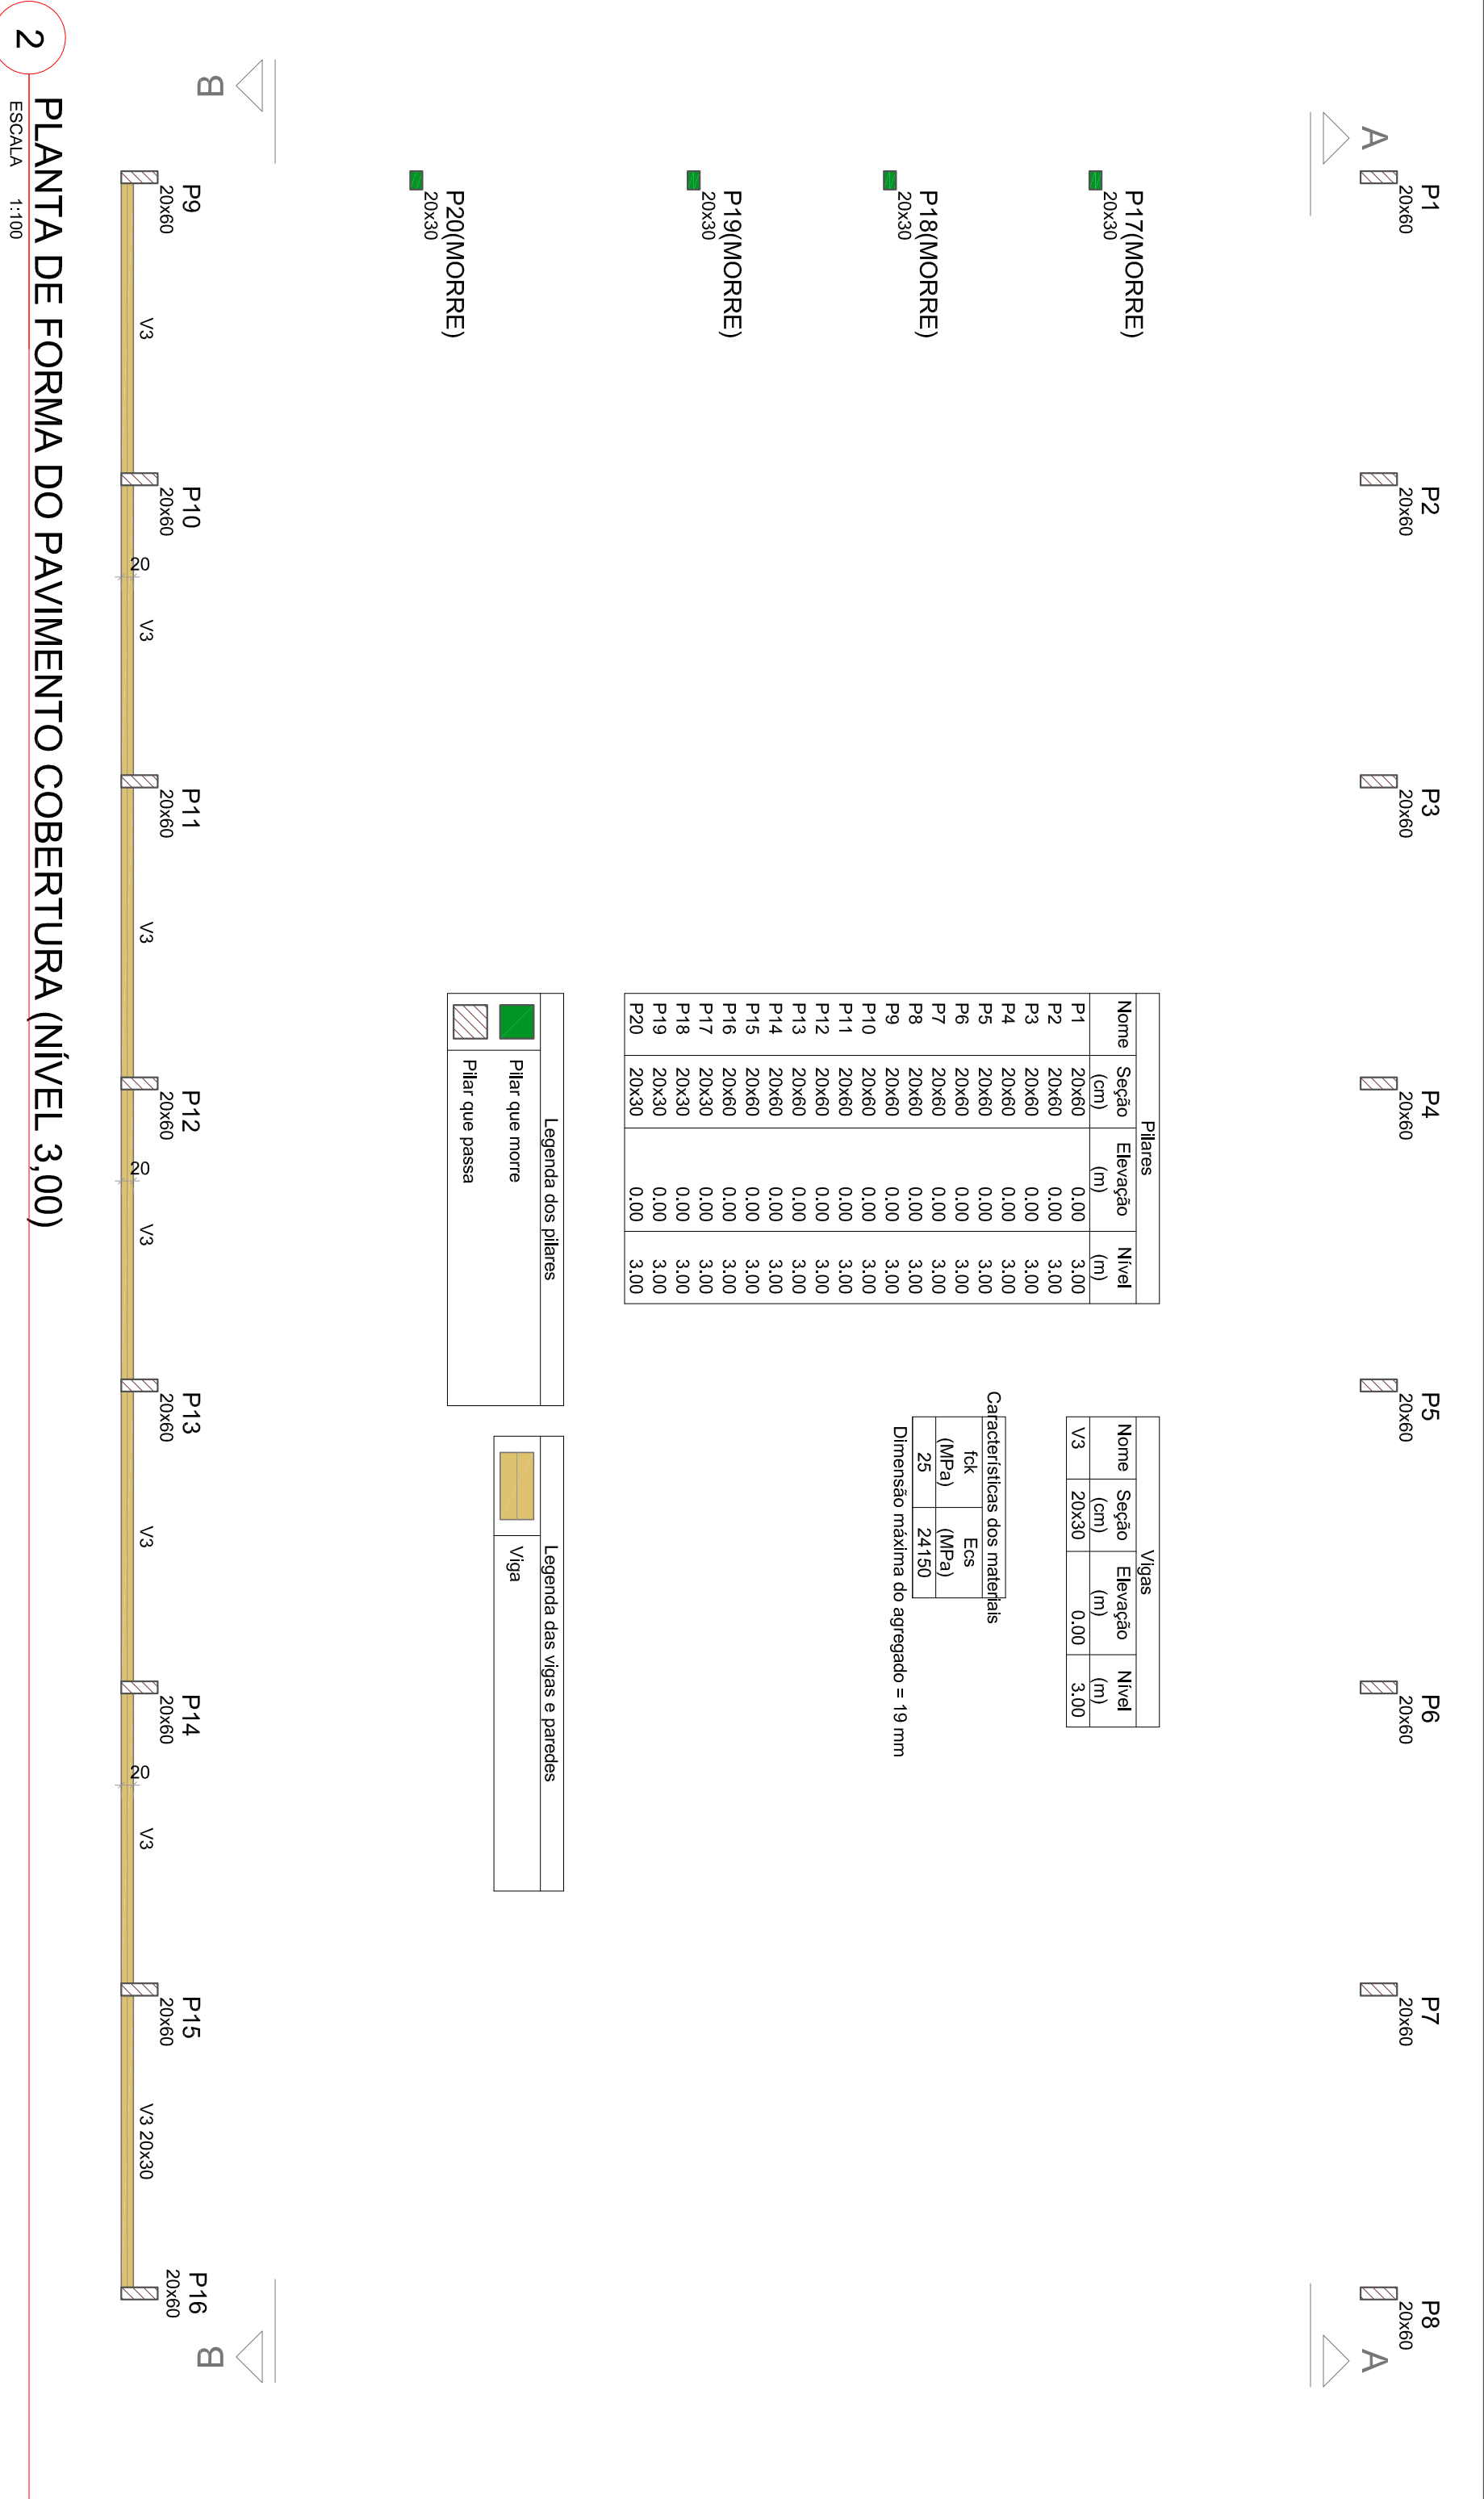 A
A
P1
20x60
P2
20x60
P3
20x60
P4
20x60
P5
20x60
P6
20x60
P7
20x60
P8
20x60
P17(MORRE)
20x30
P18(MORRE)
20x30
P19(MORRE)
20x30
P20(MORRE)
20x30
Pilares
Nome Seção (cm) Elevação (m) Nível (m)
P1 20x60 0.00 3.00
P2 20x60 0.00 3.00
P3 20x60 0.00 3.00
P4 20x60 0.00 3.00
P5 20x60 0.00 3.00
P6 20x60 0.00 3.00
P7 20x60 0.00 3.00
P8 20x60 0.00 3.00
P9 20x60 0.00 3.00
P10 20x60 0.00 3.00
P11 20x60 0.00 3.00
P12 20x60 0.00 3.00
P13 20x60 0.00 3.00
P14 20x60 0.00 3.00
P15 20x60 0.00 3.00
P16 20x60 0.00 3.00
P17 20x30 0.00 3.00
P18 20x30 0.00 3.00
P19 20x30 0.00 3.00
P20 20x30 0.00 3.00
Vigas
Nome Seção (cm) Elevação (m) Nível (m)
V3 20x30 0.00 3.00
Características dos materiais
fck (MPa) Ecs (MPa)
25 24150
Dimensão máxima do agregado = 19 mm
Legenda dos pilares
Pilar que morre
Pilar que passa
Legenda das vigas e paredes
Viga
B
B
P9
20x60
P10
20x60
P11
20x60
P12
20x60
P13
20x60
P14
20x60
P15
20x60
P16
20x60
V3
20
V3
V3
20
V3
V3
20
V3
V3 20x30
2
PLANTA DE FORMA DO PAVIMENTO COBERTURA (NÍVEL 3,00)
ESCALA 1:100